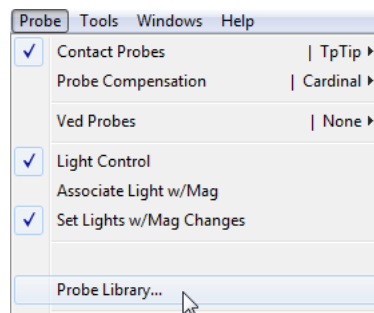 Probe Tools Windows Help
Contact Probes | TpTip
Probe Compensation | Cardinal
Ved Probes | None
Light Control
Associate Light w/Mag
Set Lights w/Mag Changes
Probe Library...